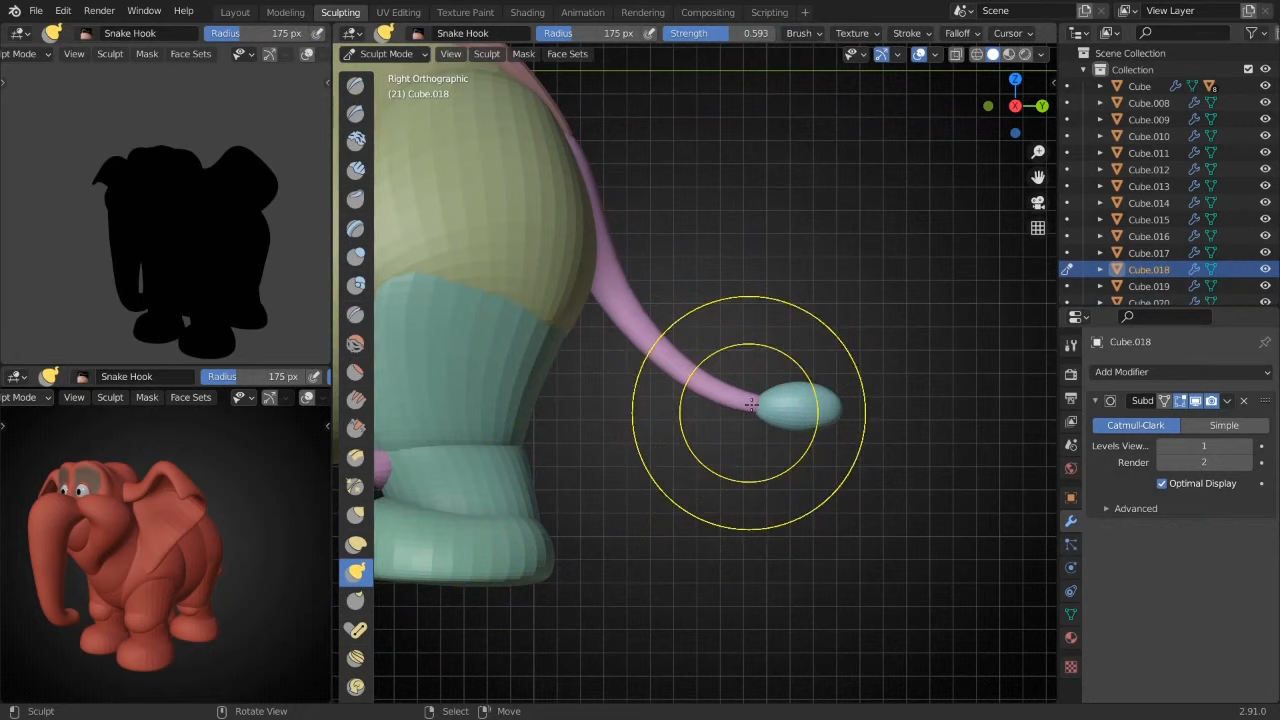 File Edit Render Window Help Layout Modeling Sculpting UV Editing Texture Paint Shading Animation Rendering Compositing Scripting + Scene View Layer
Snake Hook Radius 175 px Snake Hook Radius 175 px Strength 0.593 Brush Texture Stroke Falloff Cursor
pt Mode View Sculpt Mask Face Sets Sculpt Mode View Sculpt Mask Face Sets Scene Collection
Right Orthographic
(21) Cube.018
Collection
Cube 8
Cube.008
Cube.009
Cube.010
Cube.011
Cube.012
Cube.013
Cube.014
Cube.015
Cube.016
Cube.017
Cube.018
Cube.019
Cube.020
Z
X
Y
Cube.018
Add Modifier
Subd
Catmull-Clark Simple
Levels View... 1
Render 2
Optimal Display
Advanced
Snake Hook Radius 175 px
pt Mode View Sculpt Mask Face Sets
Sculpt Rotate View Select Move 2.91.0